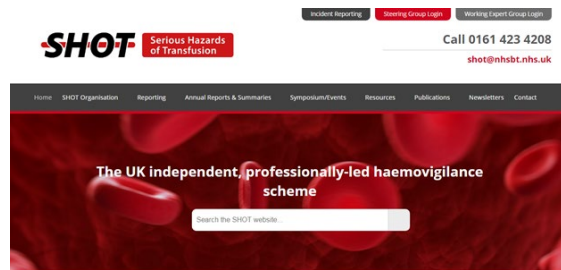 Incident Reporting Steering Group Login Working Expert Group Login
SHOT Serious Hazards
of Transfusion
Call 0161 423 4208
shot@nhsbt.nhs.uk
Home SHOT Organisation Reporting Annual Reports & Summaries Symposium/Events Resources Publications Newsletters Contact
The UK independent, professionally-led haemovigilance
scheme
Search the SHOT website...